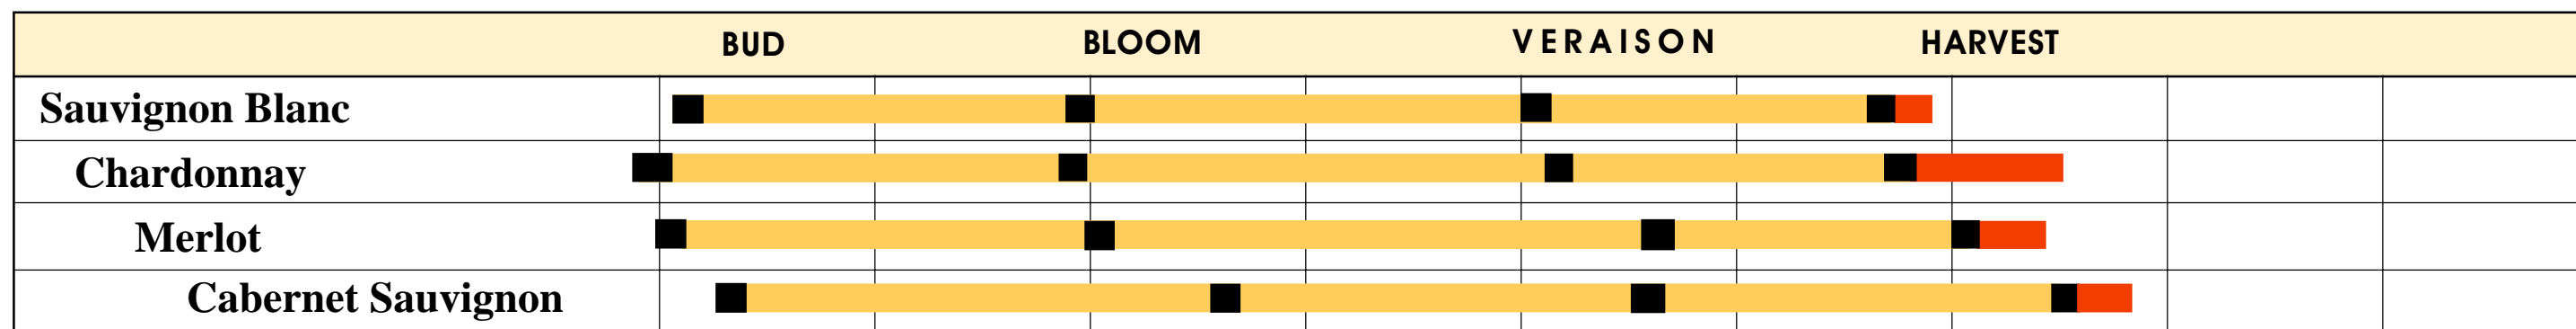 BUD BLOOM VERAISON HARVEST
Sauvignon Blanc
Chardonnay
Merlot
Cabernet Sauvignon